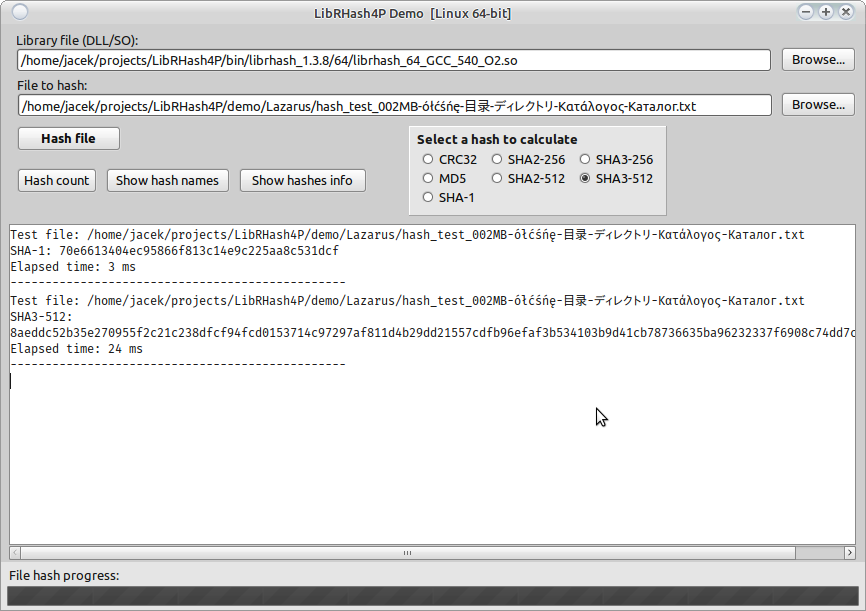 LibRHash4P Demo [Linux 64-bit]
Library file (DLL/SO):
/home/jacek/projects/LibRHash4P/bin/librhash_1.3.8/64/librhash_64_GCC_540_O2.so
Browse...
File to hash:
/home/jacek/projects/LibRHash4P/demo/Lazarus/hash_test_002MB-ółćśńę-目录-ディレクトリ-Κατάλογος-Каталог.txt
Browse...
Hash file
Select a hash to calculate
CRC32 SHA2-256 SHA3-256
MD5 SHA2-512 SHA3-512
SHA-1
Hash count Show hash names Show hashes info
Test file: /home/jacek/projects/LibRHash4P/demo/Lazarus/hash_test_002MB-ółćśńę-目录-ディレクトリ-Κατάλογος-Каталог.txt
SHA-1: 70e6613404ec95866f813c14e9c225aa8c531dcf
Elapsed time: 3 ms
------------------------------------------------
Test file: /home/jacek/projects/LibRHash4P/demo/Lazarus/hash_test_002MB-ółćśńę-目录-ディレクトリ-Κατάλογος-Каталог.txt
SHA3-512:
8aeddc52b35e270955f2c21c238dfcf94fcd0153714c97297af811d4b29dd21557cdfb96efaf3b534103b9d41cb78736635ba96232337f6908c74dd7c
Elapsed time: 24 ms
------------------------------------------------
File hash progress: